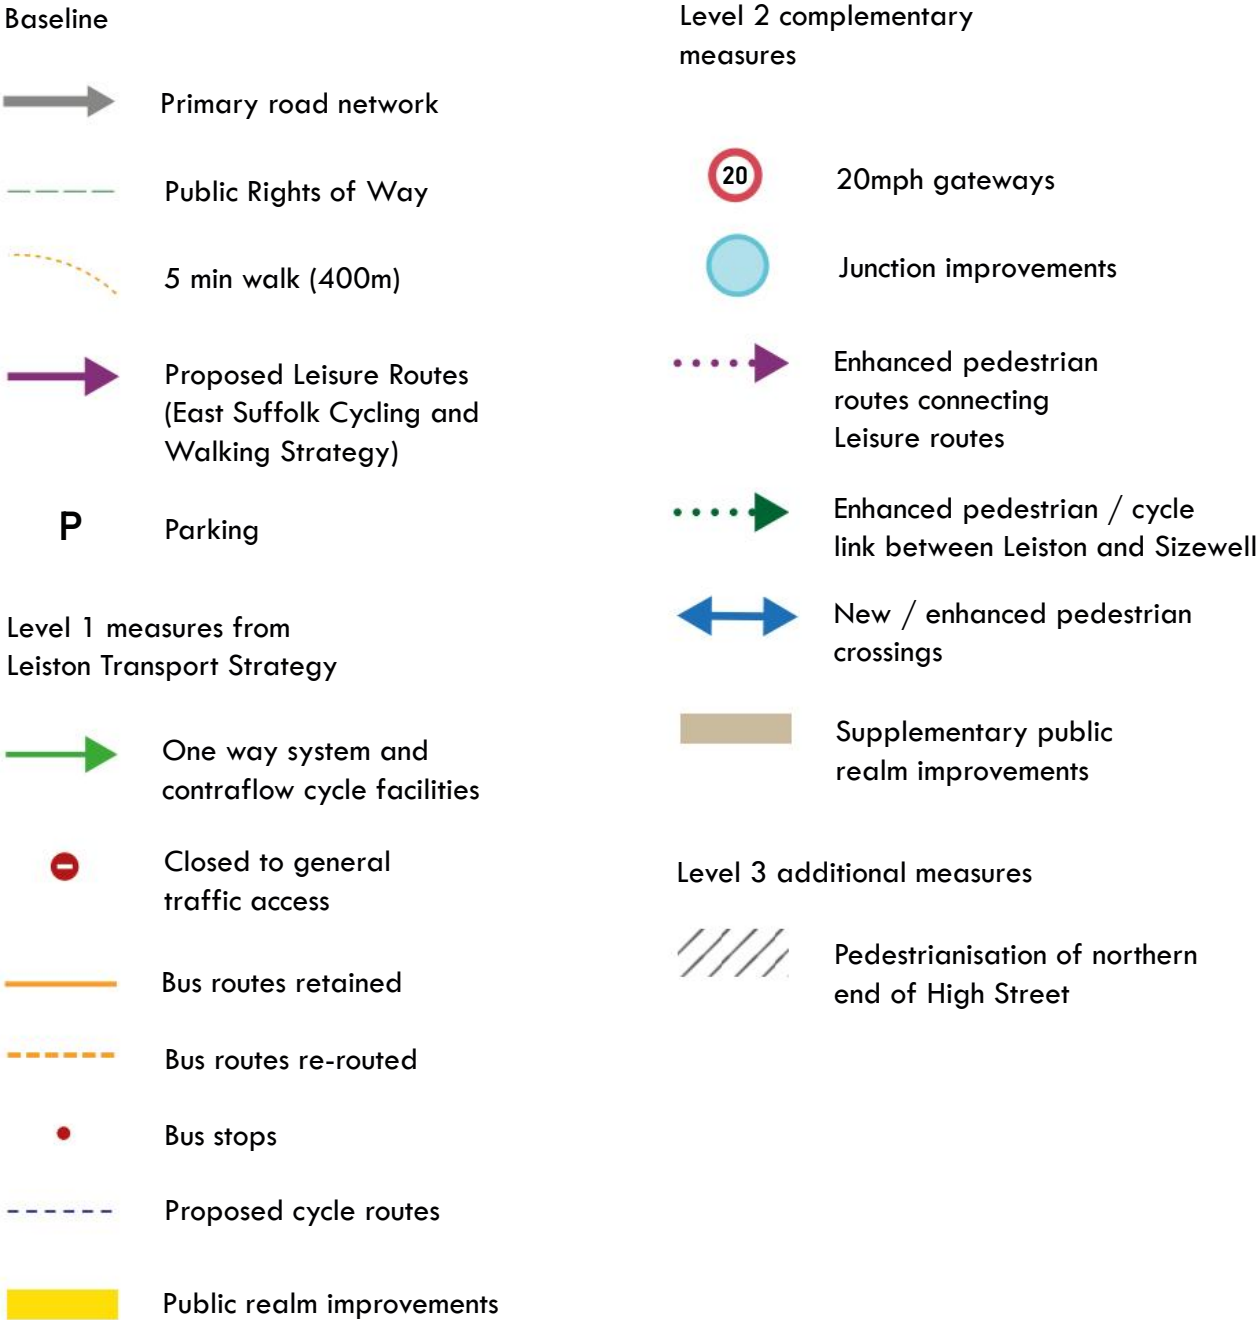 Baseline
Primary road network
Public Rights of Way
5 min walk (400m)
Proposed Leisure Routes
(East Suffolk Cycling and
Walking Strategy)
P
Parking
Level 1 measures from
Leiston Transport Strategy
One way system and
contraflow cycle facilities
Closed to general
traffic access
Bus routes retained
Bus routes re-routed
Bus stops
Proposed cycle routes
Public realm improvements
Level 2 complementary
measures
20
20mph gateways
Junction improvements
Enhanced pedestrian
routes connecting
Leisure routes
Enhanced pedestrian / cycle
link between Leiston and Sizewell
New / enhanced pedestrian
crossings
Supplementary public
realm improvements
Level 3 additional measures
Pedestrianisation of northern
end of High Street